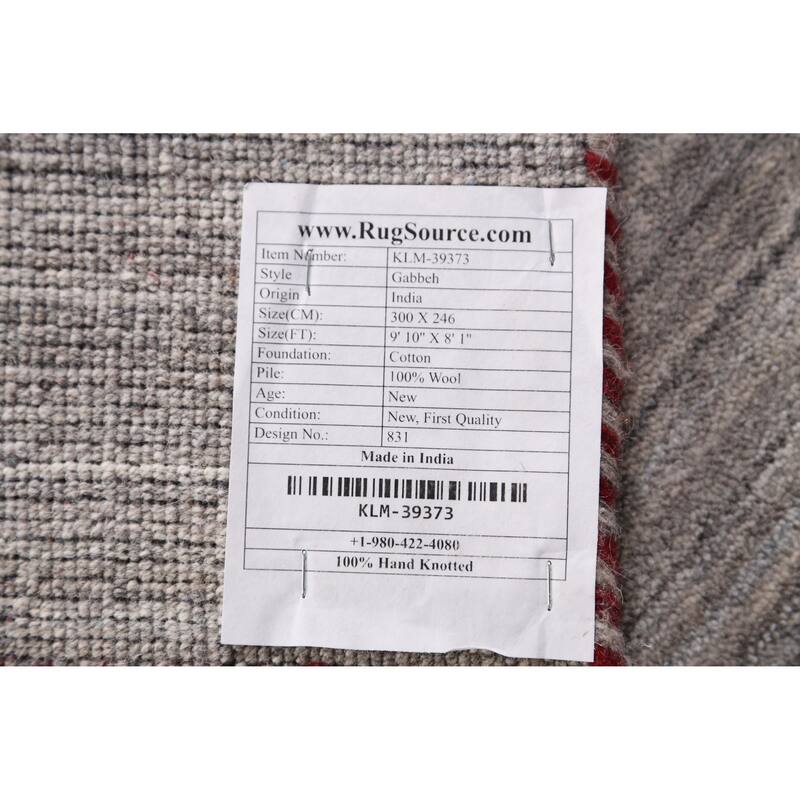 www.RugSource.com
Item Number: KLM-39373
Style Gabbeh
Origin India
Size(CM): 300 X 246
Size(FT): 9' 10" X 8' 1"
Foundation: Cotton
Pile: 100% Wool
Age: New
Condition: New, First Quality
Design No.: 831
Made in India
KLM-39373
+1-980-422-4080
100% Hand Knotted